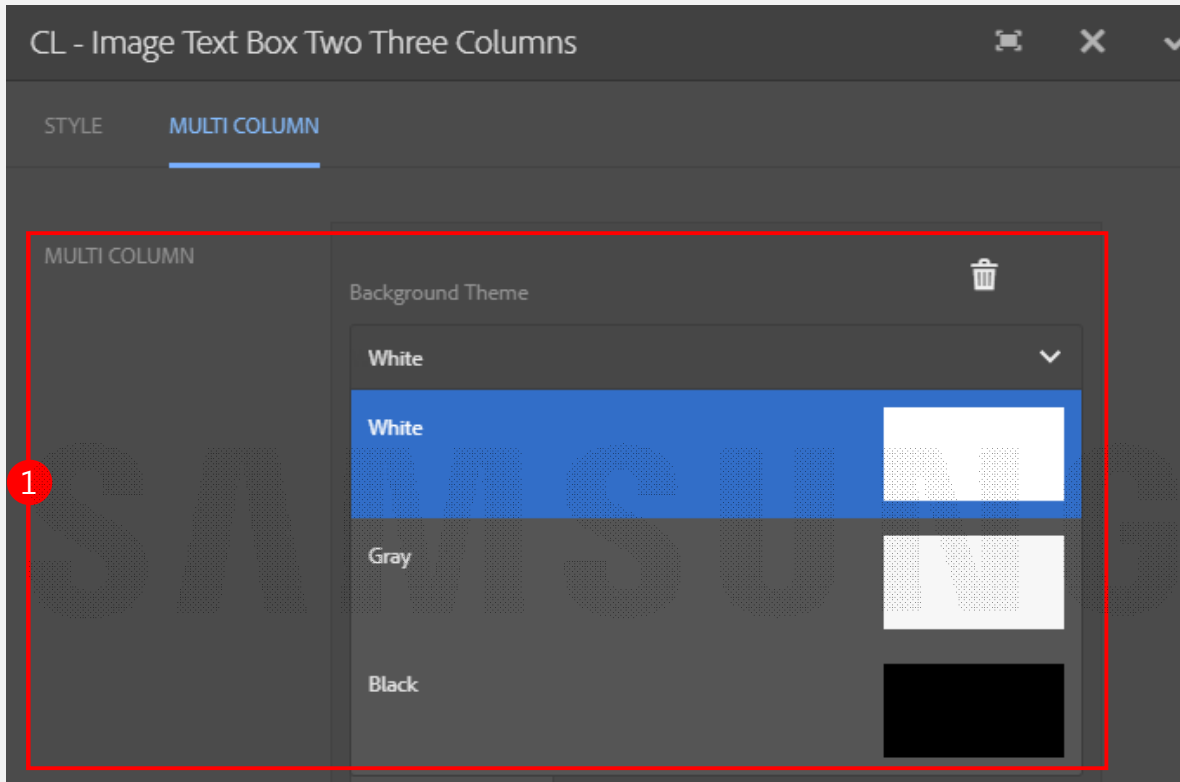 CL - Image Text Box Two Three Columns
STYLE MULTI COLUMN
MULTI COLUMN
Background Theme
White
White
1
SAMSUNG
Gray
Black